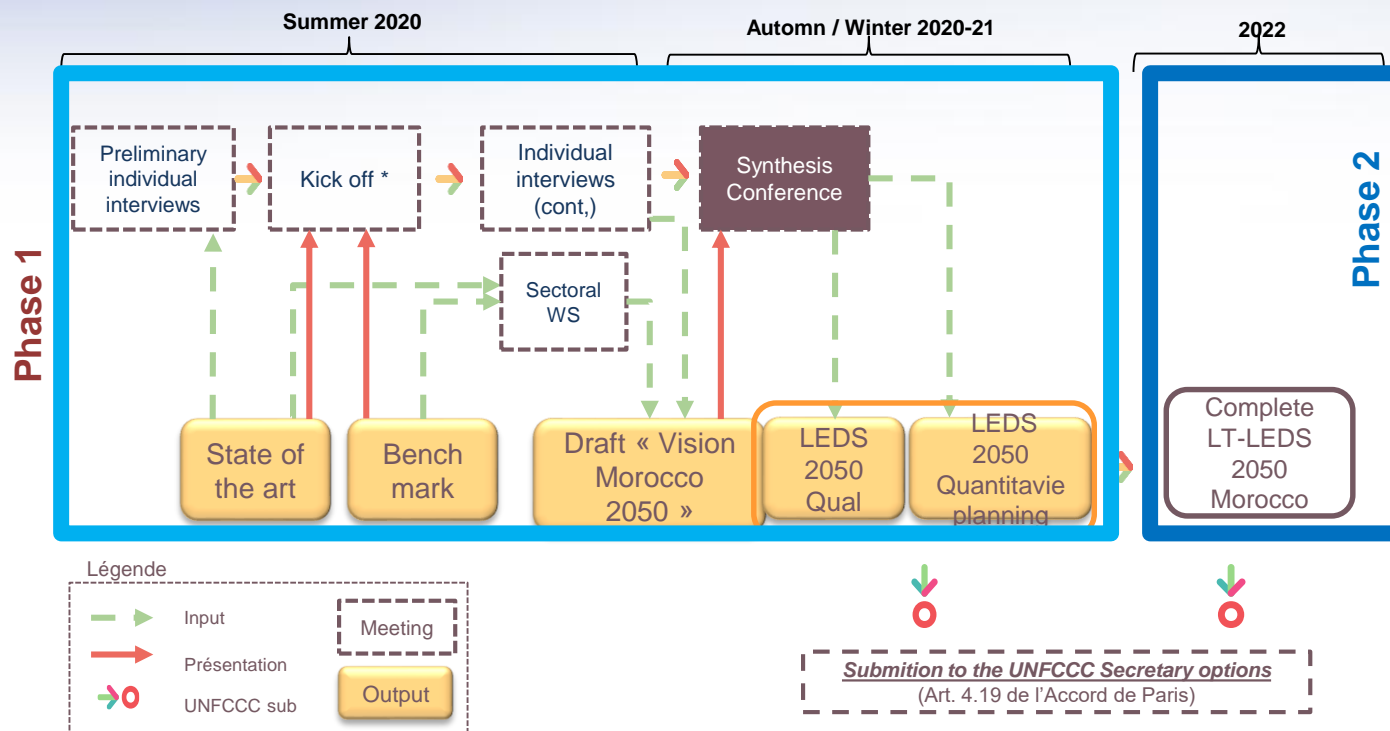 Summer 2020
Automn / Winter 2020-21
2022
Phase 1
Preliminary
individual
interviews
Kick off *
Individual
interviews
(cont,)
Synthesis
Conference
Sectoral
WS
State of
the art
Bench
mark
Draft « Vision
Morocco
2050 »
LEDS
2050
Qual
LEDS
2050
Quantitavie
planning
Phase 2
Complete
LT-LEDS
2050
Morocco
Légende
Input
Présentation
UNFCCC sub
Meeting
Output
Submition to the UNFCCC Secretary options
(Art. 4.19 de l'Accord de Paris)